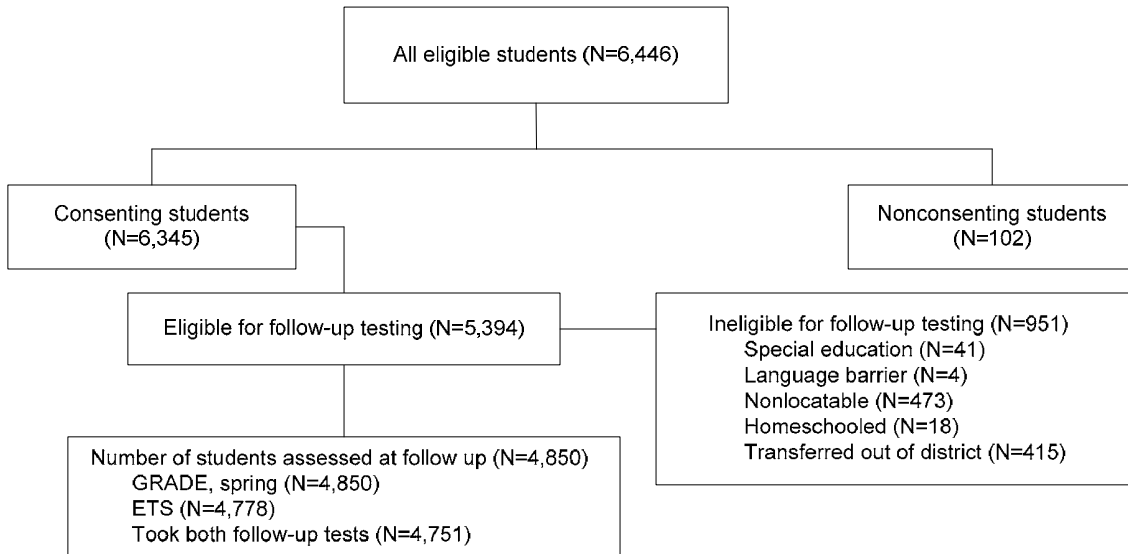 All eligible students (N=6,446)
Consenting students
(N=6,345)
Nonconsenting students
(N=102)
Eligible for follow-up testing (N=5,394)
Ineligible for follow-up testing (N=951)
Special education (N=41)
Language barrier (N=4)
Nonlocatable (N=473)
Homeschooled (N=18)
Transferred out of district (N=415)
Number of students assessed at follow up (N=4,850)
GRADE, spring (N=4,850)
ETS (N=4,778)
Took both follow-up tests (N=4,751)